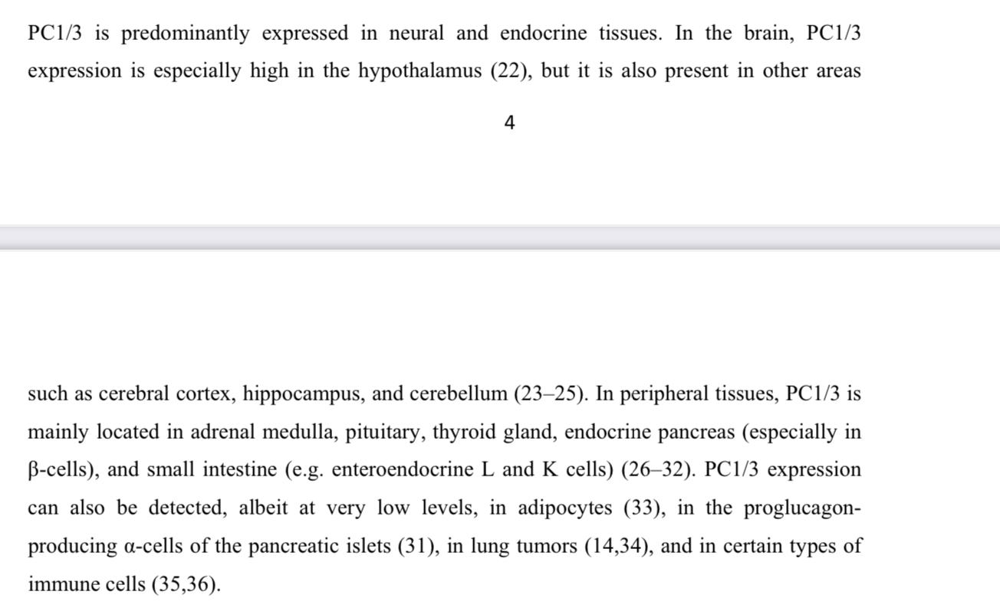 PC1/3 is predominantly expressed in neural and endocrine tissues. In the brain, PC1/3
expression is especially high in the hypothalamus (22), but it is also present in other areas
4
such as cerebral cortex, hippocampus, and cerebellum (23–25). In peripheral tissues, PC1/3 is
mainly located in adrenal medulla, pituitary, thyroid gland, endocrine pancreas (especially in
β-cells), and small intestine (e.g. enteroendocrine L and K cells) (26–32). PC1/3 expression
can also be detected, albeit at very low levels, in adipocytes (33), in the proglucagon-
producing α-cells of the pancreatic islets (31), in lung tumors (14,34), and in certain types of
immune cells (35,36).